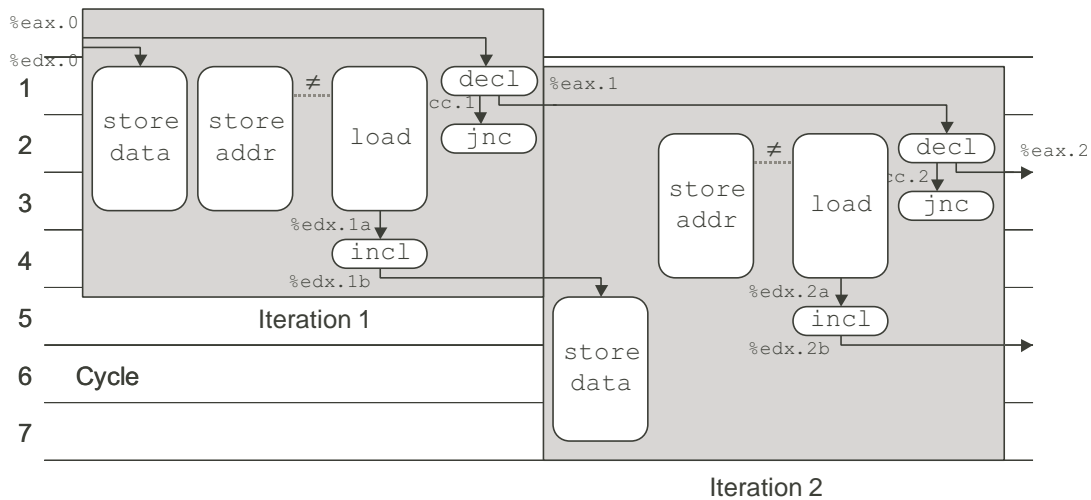 %eax.0
%edx.0
1
2
3
4
5
6
7
Cycle
store
data
store
addr
≠
load
decl
cc.1
jnc
%eax.1
%edx.1a
incl
%edx.1b
Iteration 1
store
data
store
addr
≠
load
decl
cc.2
jnc
%eax.2
%edx.2a
incl
%edx.2b
Iteration 2